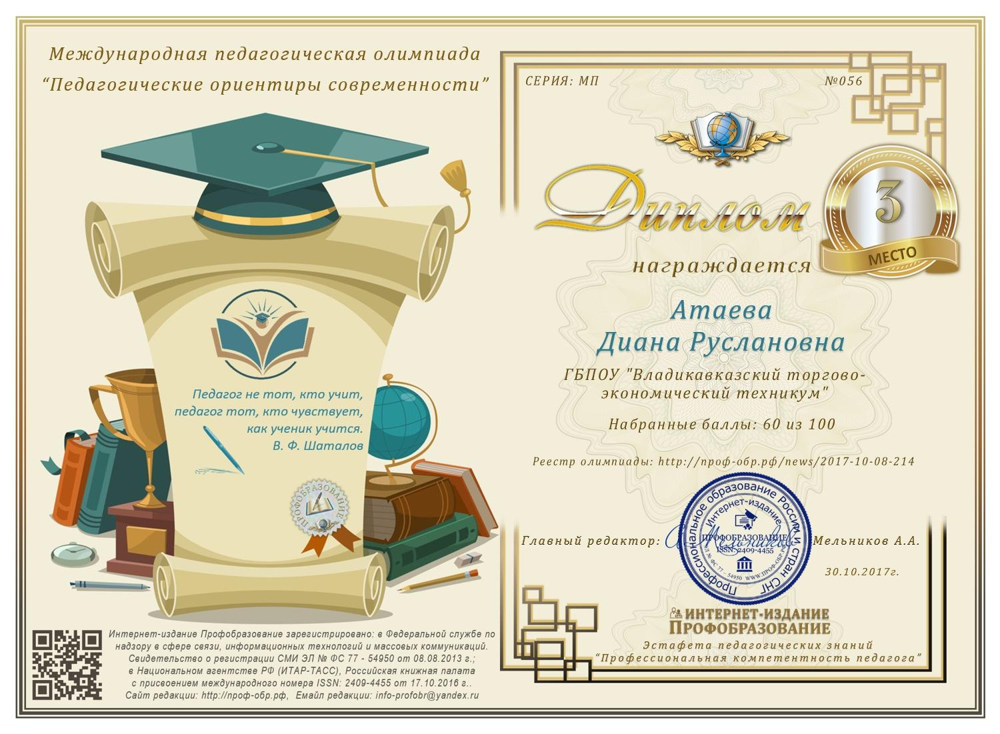 Международная педагогическая олимпиада
“Педагогические ориентиры современности”
Педагог не тот, кто учит,
педагог тот, кто чувствует,
как ученик учится.
В. Ф. Шаталов
ПРОФОБРАЗОВАНИЕ
Интернет-издание Профобразование зарегистрировано: в Федеральной службе по
надзору в сфере связи, информационных технологий и массовых коммуникаций.
Свидетельство о регистрации СМИ ЭЛ № ФС 77 - 54950 от 08.08.2013 г.;
в Национальном агентстве РФ (ИТАР-ТАСС), Российская книжная палата
с присвоением международного номера ISSN: 2409-4455 от 17.10.2016 г..
Сайт редакции: http://проф-обр.рф, Емайл редакции: info-profobr@yandex.ru
СЕРИЯ: МП
№056
Диплом
3
МЕСТО
награждается
Атаева
Диана Руслановна
ГБПОУ "Владикавказский торгово-
экономический техникум"
Набранные баллы: 60 из 100
Реестр олимпиады: http://проф-обр.рф/news/2017-10-08-214
Главный редактор:
А. Мельников
Мельников А.А.
Профессиональное образование России и стран СНГ
Интернет-издание
ПРОФОБРАЗОВАНИЕ
ISSN: 2409-4455
ЭЛ № ФС 77 – 54950 WWW.ПРОФ-ОБР.РФ
30.10.2017г.
ИНТЕРНЕТ-ИЗДАНИЕ
ПРОФОБРАЗОВАНИЕ
Эстафета педагогических знаний
“Профессиональная компетентность педагога”